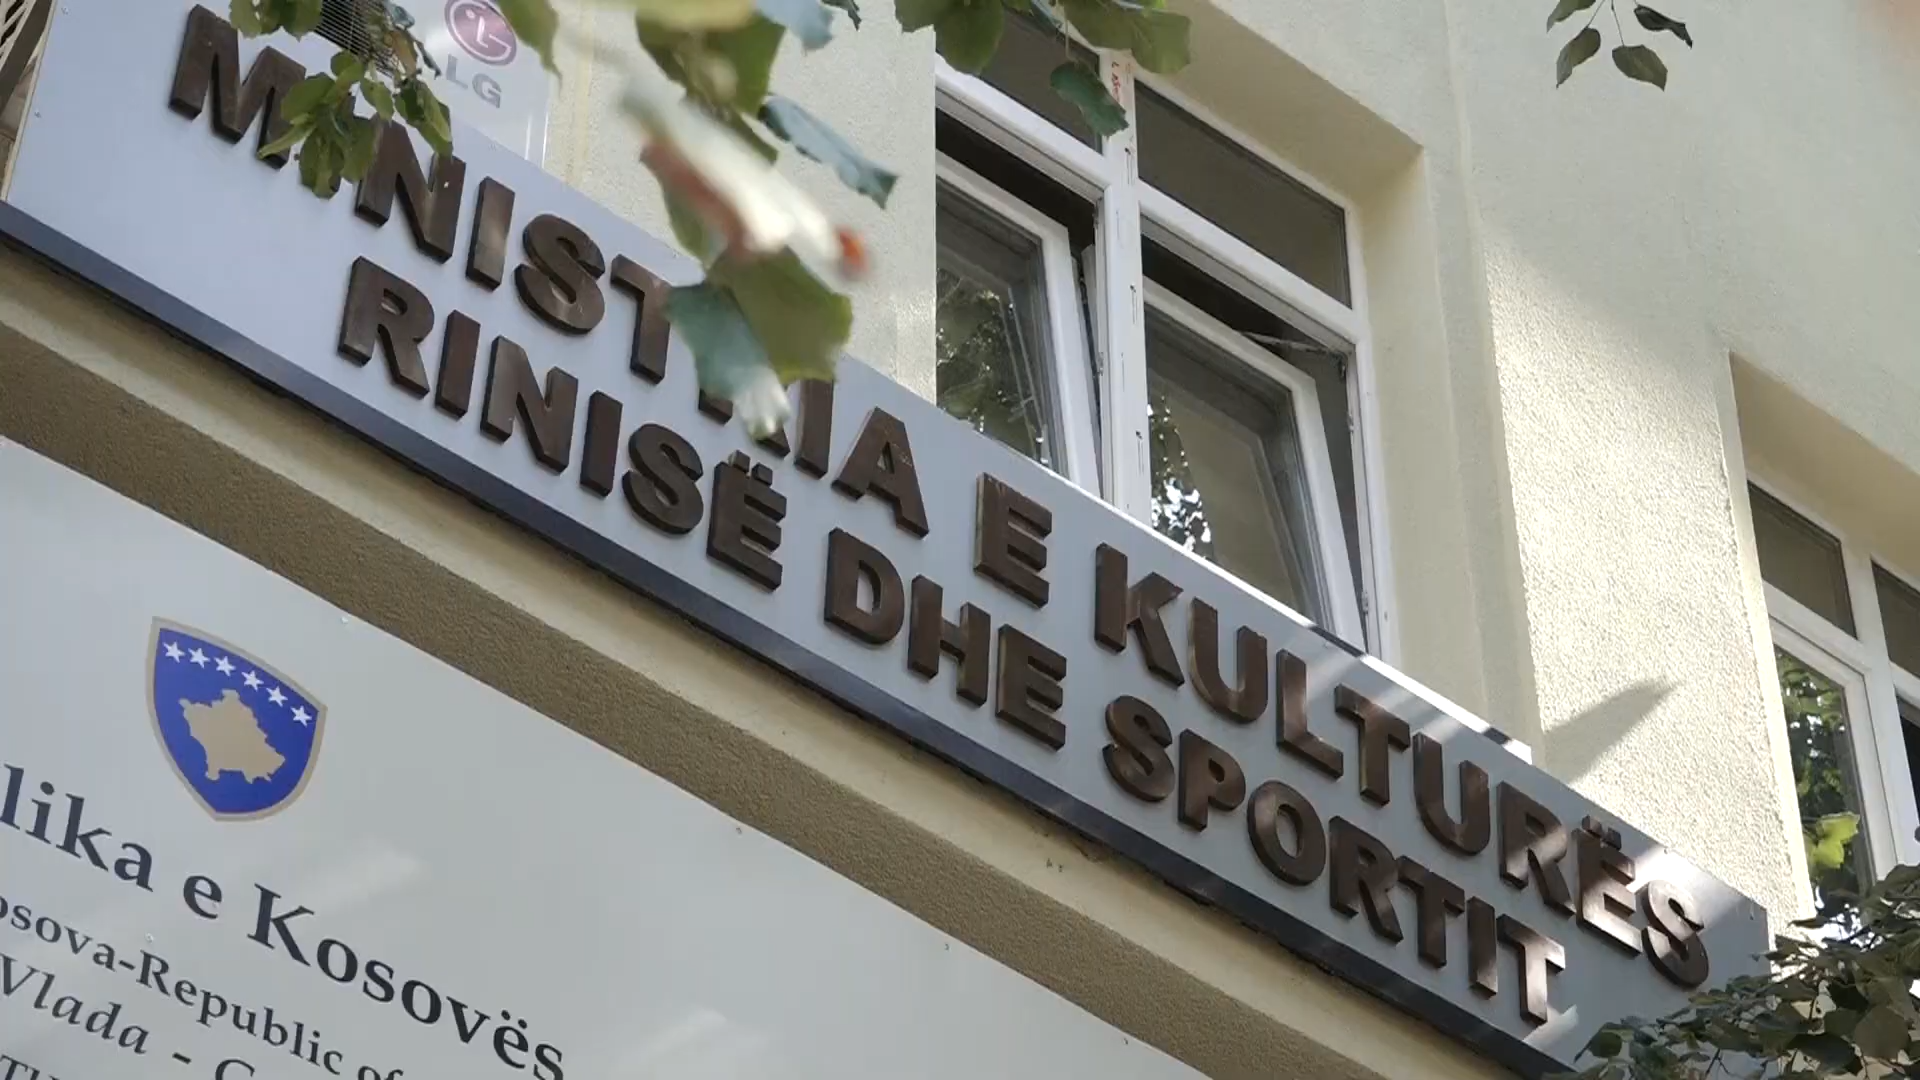 LG
MINISTRIA E KULTURËS
RINISË DHE SPORTIT
lika e Kosovës
osova-Republic of
Vlada - G